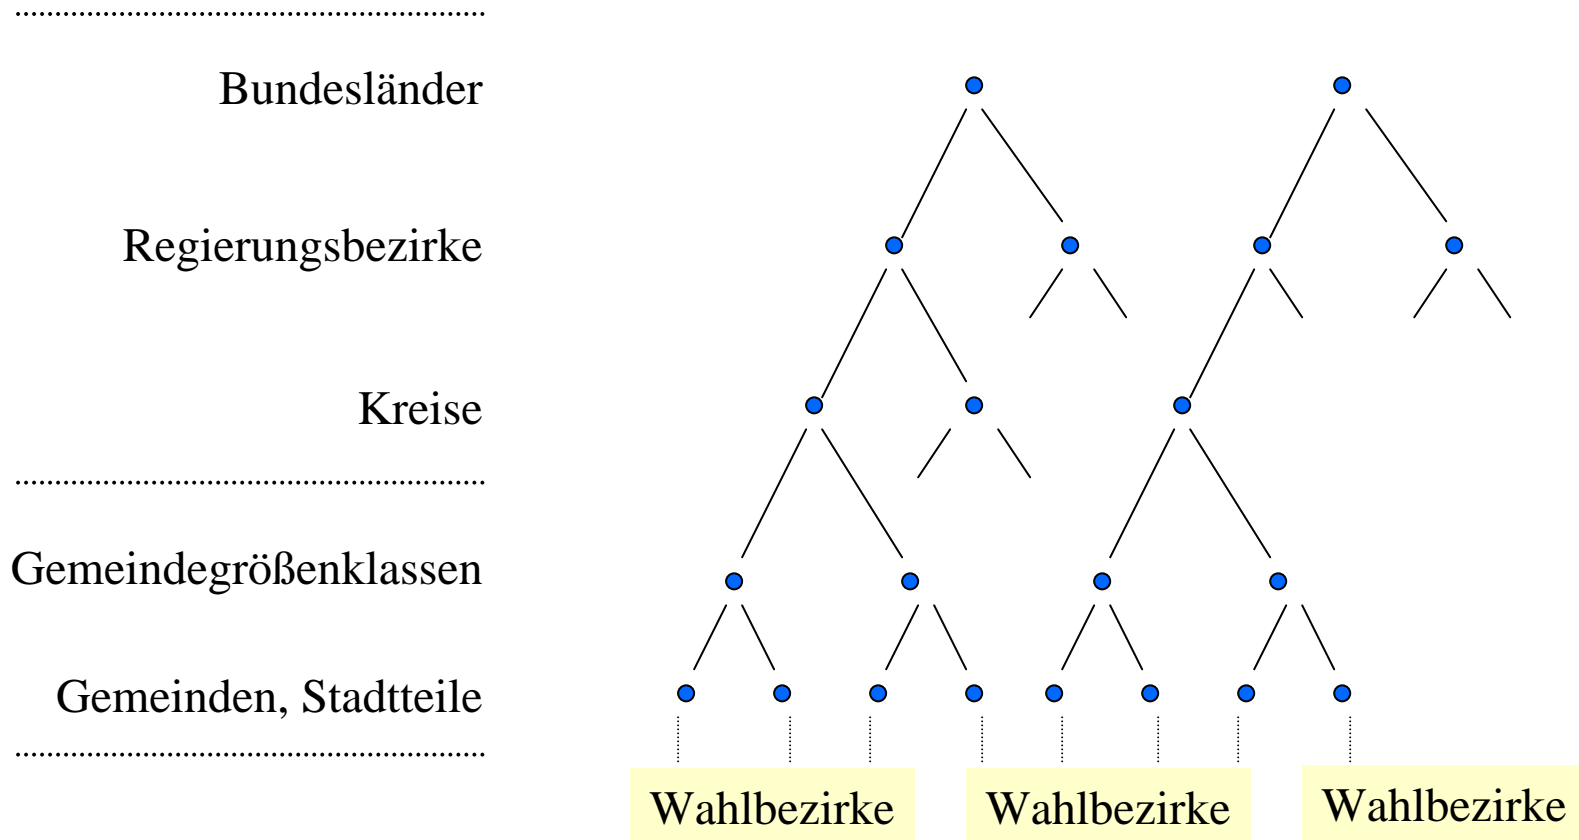 Bundesländer
Regierungsbezirke
Kreise
Gemeindegrößenklassen
Gemeinden, Stadtteile
Wahlbezirke
Wahlbezirke
Wahlbezirke